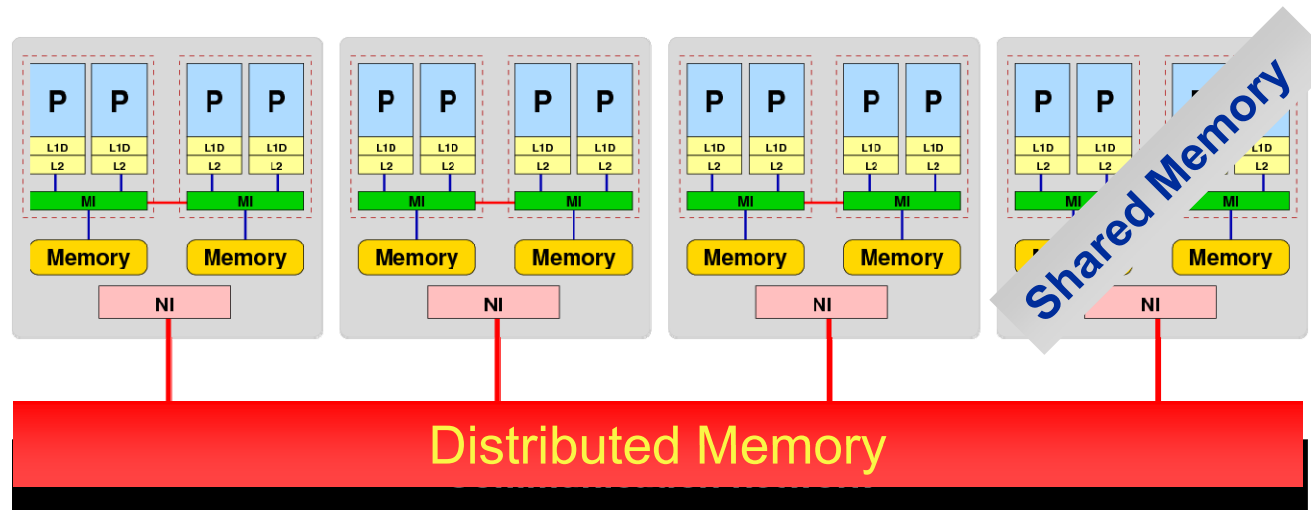 P P P P P P P P P P P P P
L1D L1D L1D L1D L1D L1D L1D L1D L1D L1D L1D L1D L1D L1D L1D
L2 L2 L2 L2 L2 L2 L2 L2 L2 L2 L2 L2 L2 L2 L2
MI MI MI MI MI MI MI MI
Memory Memory Memory Memory Memory Memory Memory
NI NI NI NI
Shared Memory
Distributed Memory